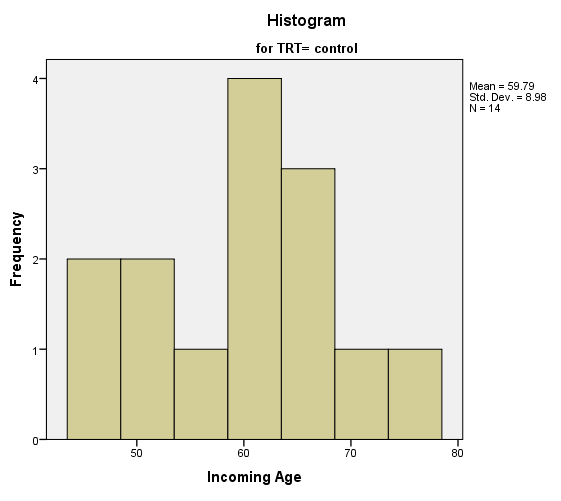 Histogram
for TRT= control
Mean = 59.79
Std. Dev. = 8.98
N = 14
4
3
2
1
0
Frequency
50 60 70 80
Incoming Age